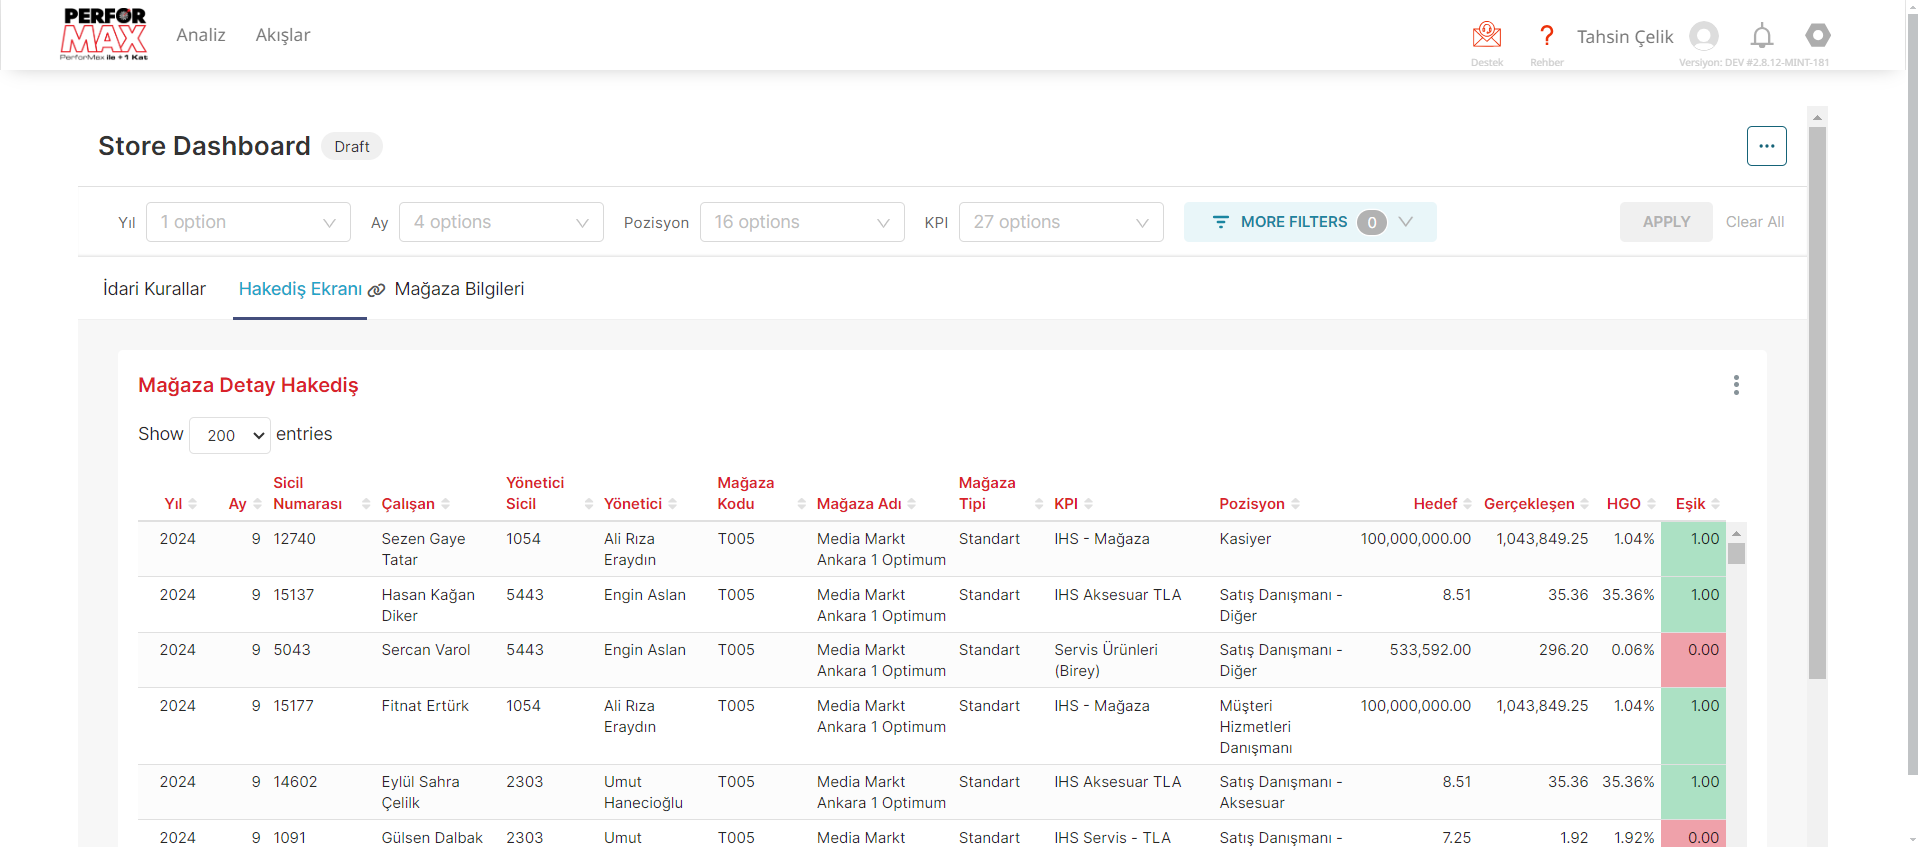 PERFOR
MAX
PerforMax ile +1 Kat
Analiz
Akışlar
Destek
?
Rehber
Tahsin Çelik
Versiyon: DEV #2.8.12-MINT-181
Store Dashboard
Draft
...
Yıl
1 option
Ay
4 options
Pozisyon
16 options
KPI
27 options
MORE FILTERS 0
APPLY
Clear All
İdari Kurallar
Hakediş Ekranı
Mağaza Bilgileri
Mağaza Detay Hakediş
Show 200 entries
Yıl Ay Sicil Numarası Çalışan Yönetici Sicil Yönetici Mağaza Kodu Mağaza Adı Mağaza Tipi KPI Pozisyon Hedef Gerçekleşen HGO Eşik
2024 9 12740 Sezen Gaye Tatar 1054 Ali Rıza Eraydın T005 Media Markt Ankara 1 Optimum Standart IHS - Mağaza Kasiyer 100,000,000.00 1,043,849.25 1.04% 1.00
2024 9 15137 Hasan Kağan Diker 5443 Engin Aslan T005 Media Markt Ankara 1 Optimum Standart IHS Aksesuar TLA Satış Danışmanı - Diğer 8.51 35.36 35.36% 1.00
2024 9 5043 Sercan Varol 5443 Engin Aslan T005 Media Markt Ankara 1 Optimum Standart Servis Ürünleri (Birey) Satış Danışmanı - Diğer 533,592.00 296.20 0.06% 0.00
2024 9 15177 Fitnat Ertürk 1054 Ali Rıza Eraydın T005 Media Markt Ankara 1 Optimum Standart IHS - Mağaza Müşteri Hizmetleri Danışmanı 100,000,000.00 1,043,849.25 1.04% 1.00
2024 9 14602 Eylül Sahra Çelilk 2303 Umut Hanecioğlu T005 Media Markt Ankara 1 Optimum Standart IHS Aksesuar TLA Satış Danışmanı - Aksesuar 8.51 35.36 35.36% 1.00
2024 9 1091 Gülsen Dalbak 2303 Umut T005 Media Markt Standart IHS Servis - TLA Satış Danışmanı - 7.25 1.92 1.92% 0.00